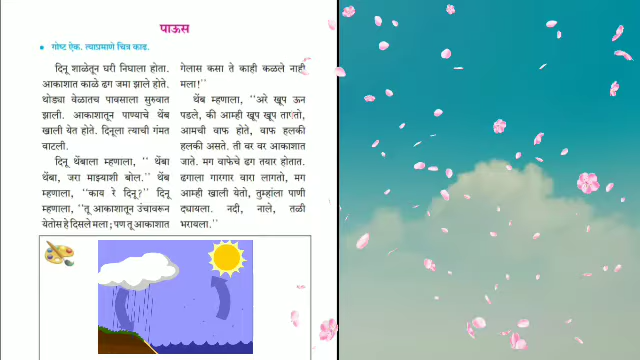 पाऊस
• गोष्ट ऐक. त्याप्रमाणे चित्र काढ.
दिनू शाळेतून घरी निघाला होता.
आकाशात काळे ढग जमा झाले होते.
थोड्या वेळातच पावसाला सुरुवात
झाली. आकाशातून पाण्याचे थेंब
खाली येत होते. दिनूला त्याची गंमत
वाटली.
दिनू थेंबाला म्हणाला, ‘‘ थेंबा
थेंबा, जरा माझ्याशी बोल.’’ थेंब
म्हणाला, ‘‘काय रे दिनू?’’ दिनू
म्हणाला, ‘‘तू आकाशातून उंचावरून
येतोस हे दिसले मला; पण तू आकाशात
गेलास कसा ते काही कळले नाही
मला!’’
थेंब म्हणाला, ‘‘अरे खूप ऊन
पडले, की आम्ही खूप खूप तापतो,
आमची वाफ होते, वाफ हलकी
हलकी असते. ती वर वर आकाशात
जाते. मग वाफेचे ढग तयार होतात.
ढगाला गारगार वारा लागतो, मग
आम्ही खाली येतो, तुम्हांला पाणी
द्यायला. नदी, नाले, तळी
भरायला.’’